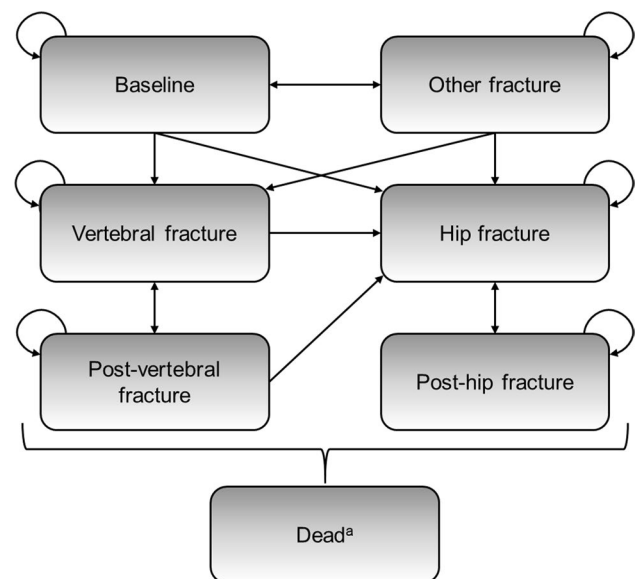 Baseline
Other fracture
Vertebral fracture
Hip fracture
Post-vertebral
fracture
Post-hip fracture
Deadᵃ